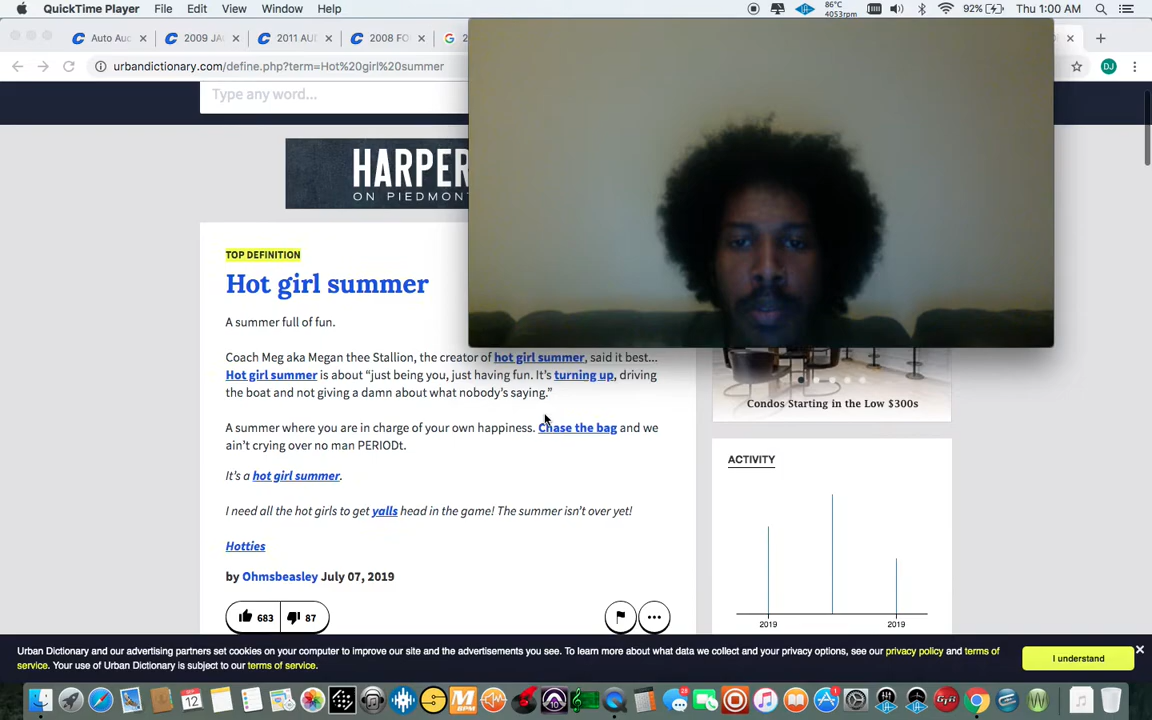 QuickTime Player File Edit View Window Help 86°C 4053rpm 92% Thu 1:00 AM
Auto Auc 2009 JA 2011 AU 2008 FO 2
urbandictionary.com/define.php?term=Hot%20girl%20summer DJ
Type any word...
HARPER
ON PIEDMONT
TOP DEFINITION
Hot girl summer
A summer full of fun.
Coach Meg aka Megan thee Stallion, the creator of hot girl summer, said it best...
Hot girl summer is about “just being you, just having fun. It’s turning up, driving
the boat and not giving a damn about what nobody’s saying.”
A summer where you are in charge of your own happiness. Chase the bag and we
ain’t crying over no man PERIODt.
It’s a hot girl summer.
I need all the hot girls to get yalls head in the game! The summer isn’t over yet!
Hotties
by Ohmsbeasley July 07, 2019
683 87
Condos Starting in the Low $300s
ACTIVITY
2019 2019
Urban Dictionary and our advertising partners set cookies on your computer to improve our site and the advertisements you see. To learn more about what data we collect and your privacy options, see our privacy policy and terms of
service. Your use of Urban Dictionary is subject to our terms of service.
I understand